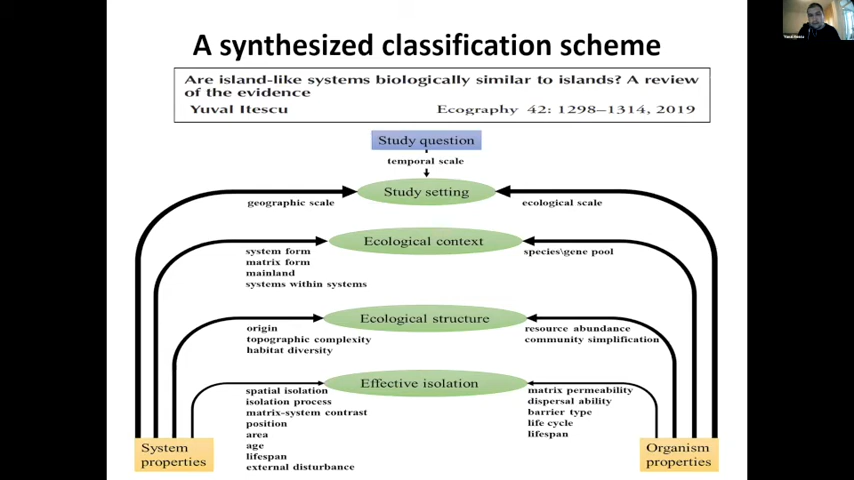 A synthesized classification scheme
Are island-like systems biologically similar to islands? A review
of the evidence
Yuval Itescu
Ecography 42: 1298–1314, 2019
Study question
temporal scale
Study setting
geographic scale
ecological scale
Ecological context
system form
matrix form
mainland
systems within systems
species\gene pool
Ecological structure
origin
topographic complexity
habitat diversity
resource abundance
community simplification
Effective isolation
spatial isolation
isolation process
matrix-system contrast
position
area
age
lifespan
external disturbance
matrix permeability
dispersal ability
barrier type
life cycle
lifespan
System
properties
Organism
properties
Yuval Itescu